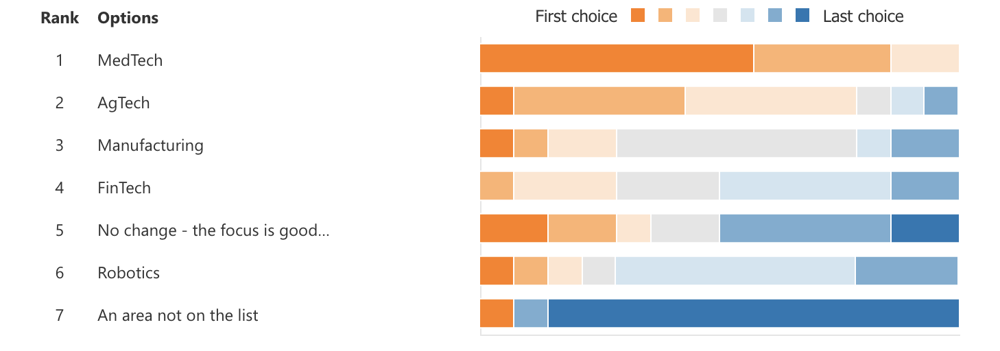 Rank Options First choice Last choice
1 MedTech
2 AgTech
3 Manufacturing
4 FinTech
5 No change - the focus is good...
6 Robotics
7 An area not on the list